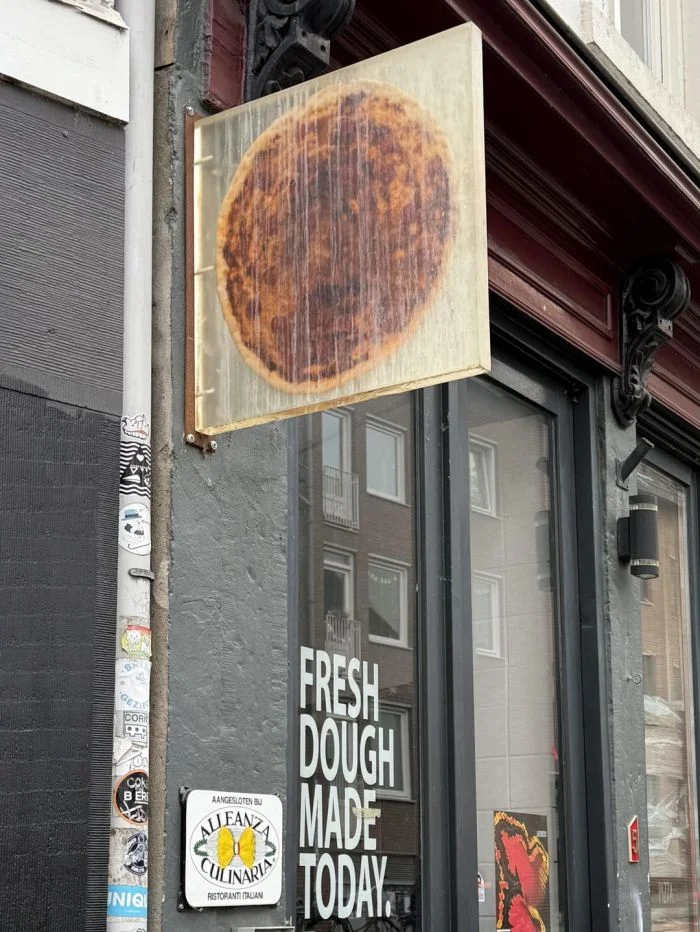 FRESH
DOUGH
MADE
TODAY.
AANGESLOTEN BIJ
ALLEANZA
CULINARIA
RISTORANTI ITALIANI